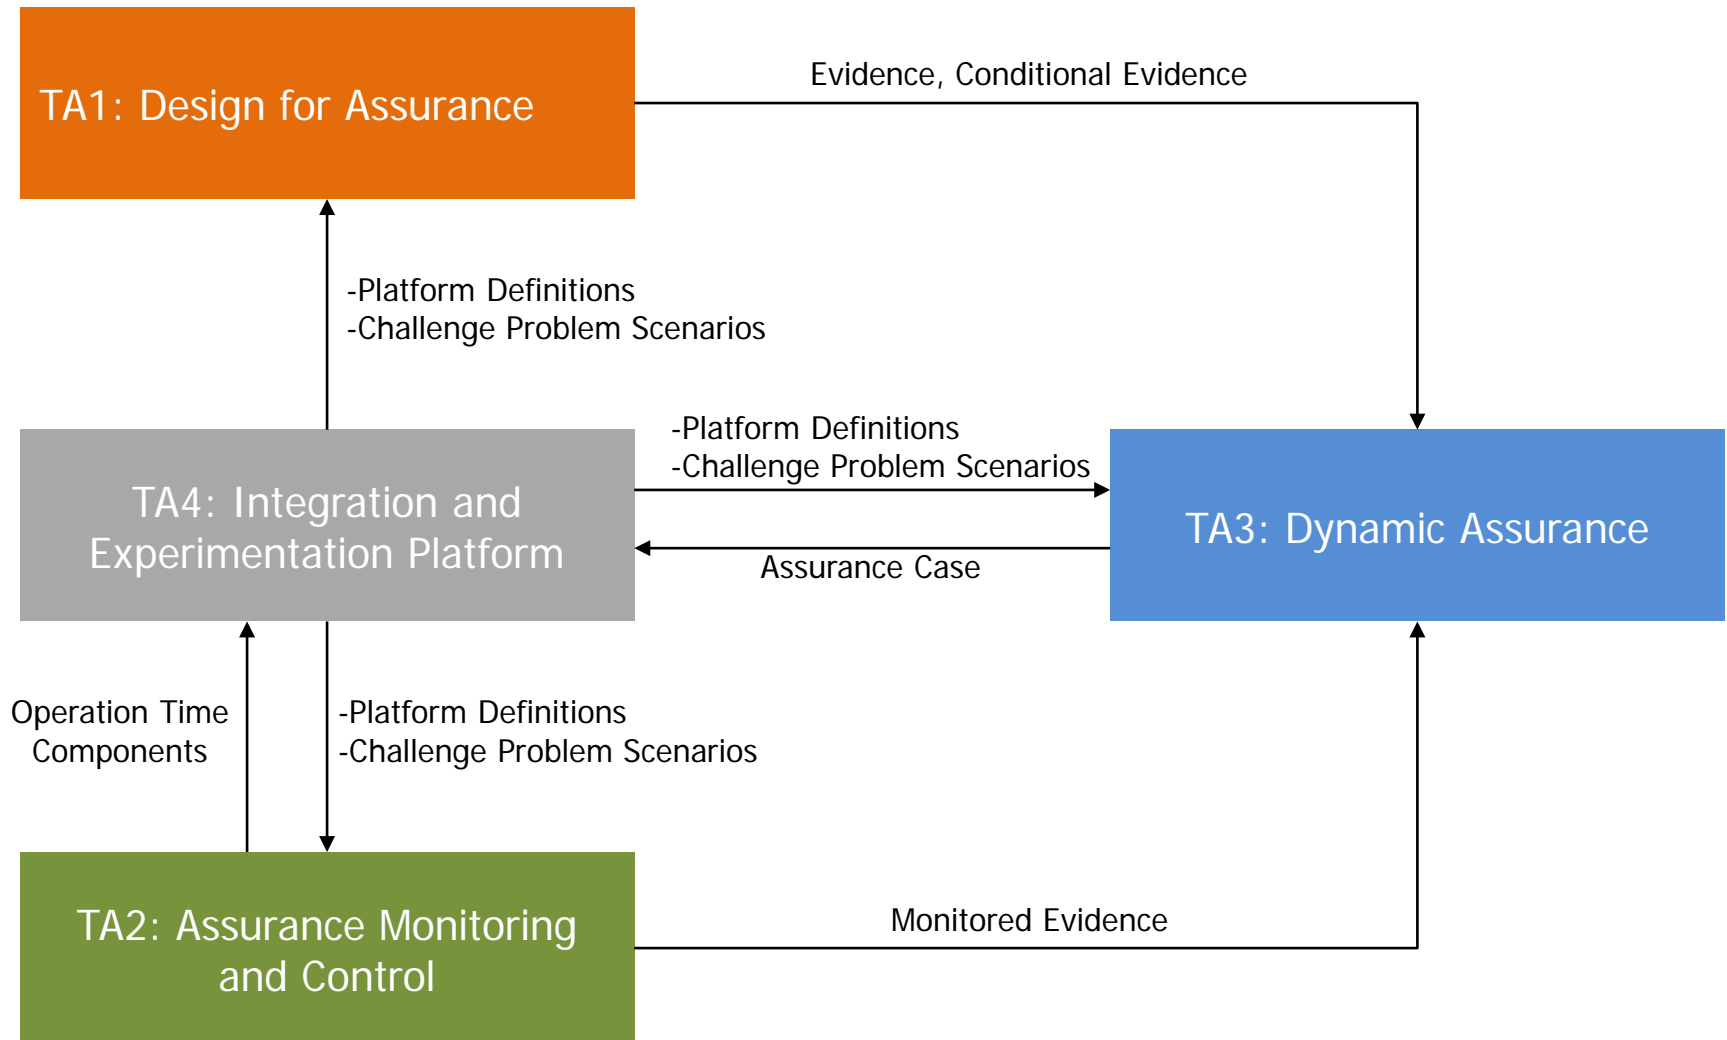 TA1: Design for Assurance
Evidence, Conditional Evidence
-Platform Definitions
-Challenge Problem Scenarios
-Platform Definitions
-Challenge Problem Scenarios
TA4: Integration and
Experimentation Platform
TA3: Dynamic Assurance
Assurance Case
Operation Time
Components
-Platform Definitions
-Challenge Problem Scenarios
TA2: Assurance Monitoring
and Control
Monitored Evidence